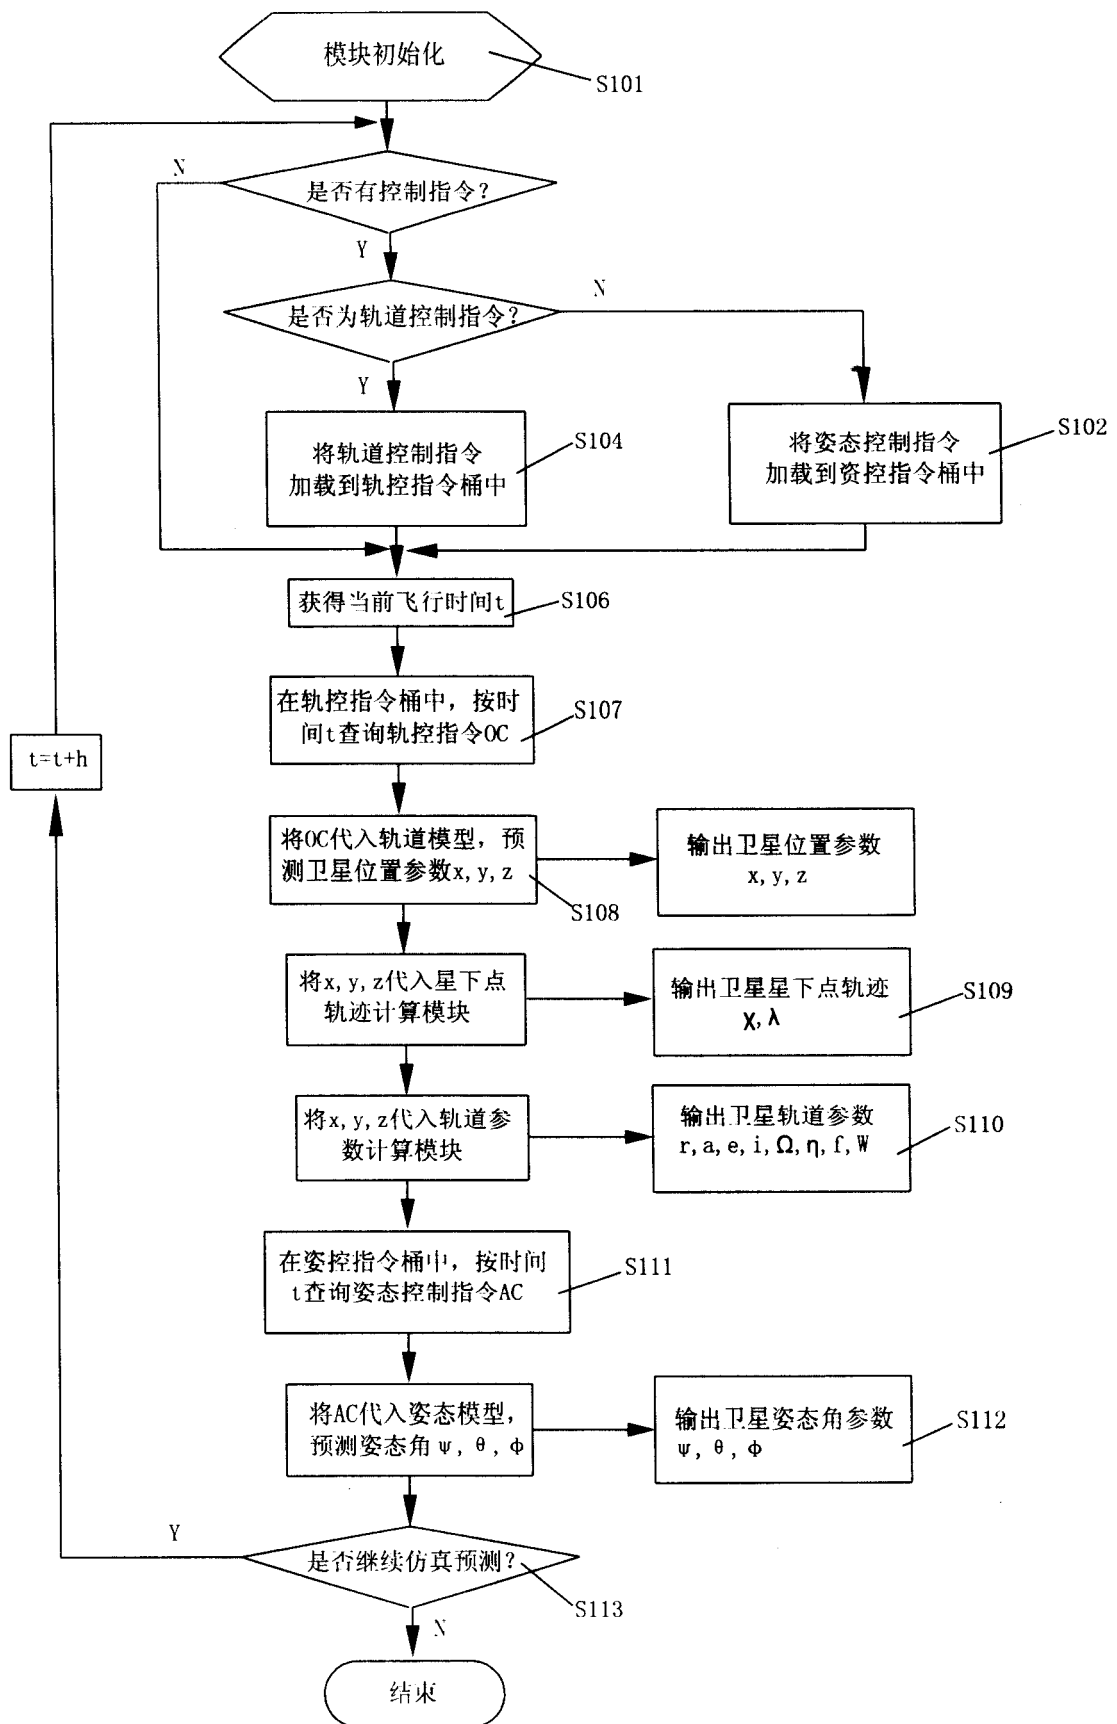 模块初始化
S101
N
是否有控制指令?
Y
是否为轨道控制指令?
N
Y
将轨道控制指令
加载到轨控指令桶中
S104
将姿态控制指令
加载到资控指令桶中
S102
获得当前飞行时间t
S106
在轨控指令桶中, 按时
间t查询轨控指令OC
S107
t=t+h
将OC代入轨道模型, 预
测卫星位置参数x, y, z
S108
输出卫星位置参数
x, y, z
将x, y, z代入星下点
轨迹计算模块
输出卫星星下点轨迹
χ, λ
S109
将x, y, z代入轨道参
数计算模块
输出卫星轨道参数
r, a, e, i, Ω, η, f, W
S110
在姿控指令桶中, 按时间
t查询姿态控制指令AC
S111
将AC代入姿态模型,
预测姿态角 ψ, θ, φ
输出卫星姿态角参数
ψ, θ, φ
S112
Y
是否继续仿真预测?
S113
N
结束